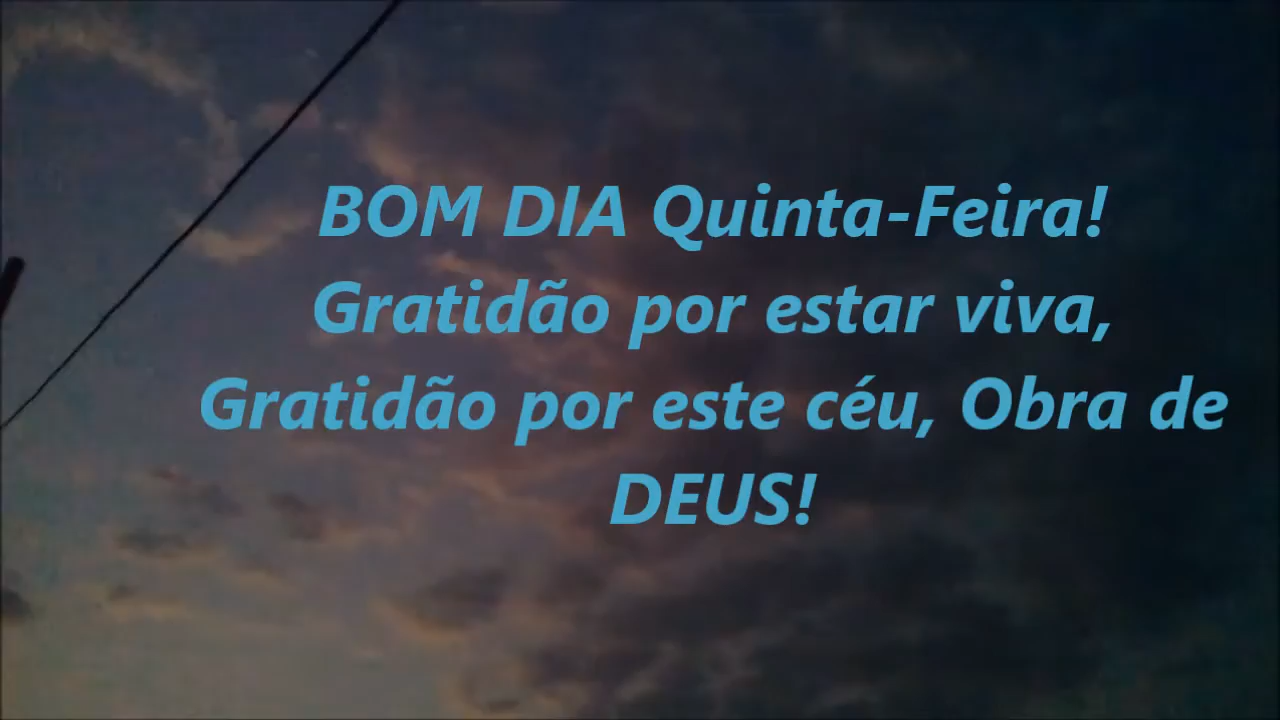 BOM DIA Quinta-Feira!
Gratidão por estar viva,
Gratidão por este céu, Obra de
DEUS!